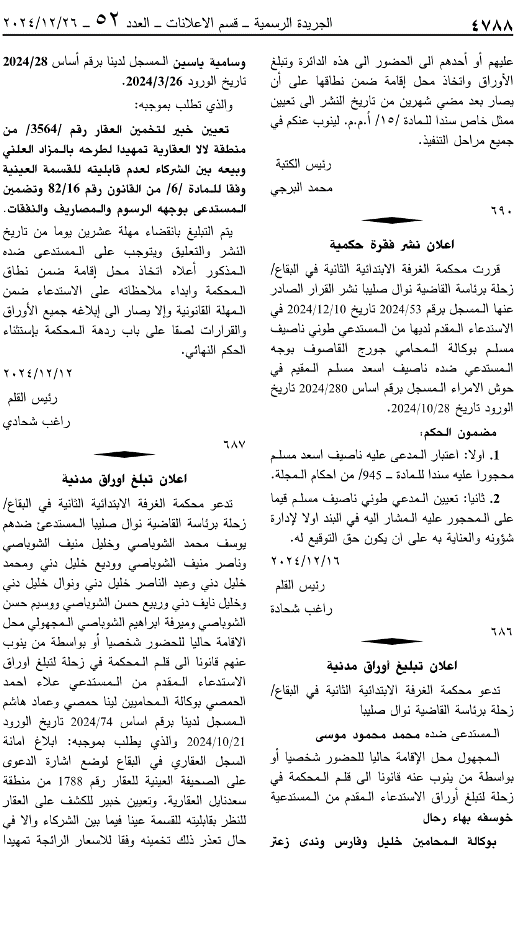 ٤٧٨٨
الجريدة الرسمية – قسم الاعلانات – العدد ٥٢ – ٢٠٢٤/١٢/٢٦
عليهم أو أحدهم الى الحضور الى هذه الدائرة وتبلغ
الأوراق واتخاذ محل إقامة ضمن نطاقها على أن
يصار بعد مضي شهرين من تاريخ النشر الى تعيين
ممثل خاص سندا للمادة /١٥/ أ.م.م. لينوب عنكم في
جميع مراحل التنفيذ.
رئيس الكتبة
محمد البرجي
٦٩٠
اعلان نشر فقرة حكمية
قررت محكمة الغرفة الابتدائية الثانية في البقاع/
زحلة برئاسة القاضية نوال صليبا نشر القرار الصادر
عنها المسجل برقم 2024/53 تاريخ 2024/12/10 في
الاستدعاء المقدم لديها من المستدعي طوني ناصيف
مسلم بوكالة المحامي جورج القاصوف بوجه
المستدعي ضده ناصيف اسعد مسلم المقيم في
حوش الامراء المسجل برقم اساس 2024/280 تاريخ
الورود تاريخ 2024/10/28.
مضمون الحكم:
1. اولا: اعتبار المدعى عليه ناصيف اسعد مسلم
محجورا عليه سندا للمادة – 945/ من احكام المجلة.
2. ثانيا: تعيين المدعي طوني ناصيف مسلم قيما
على المحجور عليه المشار اليه في البند اولا لإدارة
شؤونه والعناية به على ان يكون حق التوقيع له.
٢٠٢٤/١٢/١٦
رئيس القلم
راغب شحادة
٦٨٦
اعلان تبليغ أوراق مدنية
تدعو محكمة الغرفة الابتدائية الثانية في البقاع/
زحلة برئاسة القاضية نوال صليبا
المستدعى ضده محمد محمود موسى
المجهول محل الإقامة حاليا للحضور شخصيا أو
بواسطة من ينوب عنه قانونا الى قلم المحكمة في
زحلة لتبلغ أوراق الاستدعاء المقدم من المستدعية
خوسفه بهاء رحال
بوكالة المحامين خليل وفارس وندى زعتر
وسامية ياسين المسجل لدينا برقم أساس 2024/28
تاريخ الورود 2024/3/26.
والذي تطلب بموجبه:
تعيين خبير لتخمين العقار رقم /3564/ من
منطقة لالا العقارية تمهيدا لطرحه بالمزاد العلني
وبيعه بين الشركاء لعدم قابليته للقسمة العينية
وفقا للمادة /6/ من القانون رقم 82/16 وتضمين
المستدعى بوجهه الرسوم والمصاريف والنفقات.
يتم التبليغ بانقضاء مهلة عشرين يوما من تاريخ
النشر والتعليق ويتوجب على المستدعى ضده
المذكور أعلاه اتخاذ محل إقامة ضمن نطاق
المحكمة وابداء ملاحظاته على الاستدعاء ضمن
المهلة القانونية وإلا يصار الى إبلاغه جميع الأوراق
والقرارات لصقا على باب ردهة المحكمة بإستثناء
الحكم النهائي.
٢٠٢٤/١٢/١٢
رئيس القلم
راغب شحادي
٦٨٧
اعلان تبلغ اوراق مدنية
تدعو محكمة الغرفة الابتدائية الثانية في البقاع/
زحلة برئاسة القاضية نوال صليبا المستدعى ضدهم
يوسف محمد الشوباصي وخليل منيف الشوباصي
وناصر منيف الشوباصي ووديع خليل دني ومحمد
خليل دني وعبد الناصر خليل دني ونوال خليل دني
وخليل نايف دني وربيع حسن الشوباصي ووسيم حسن
الشوباصي وميرفة ابراهيم الشوباصي المجهولي محل
الاقامة حاليا للحضور شخصيا أو بواسطة من ينوب
عنهم قانونا الى قلم المحكمة في زحلة لتبلغ اوراق
الاستدعاء المقدم من المستدعي علاء احمد
الحمصي بوكالة المحاميين لينا حمصي وعماد هاشم
المسجل لدينا برقم اساس 2024/74 تاريخ الورود
2024/10/21 والذي يطلب بموجبه: ابلاغ امانة
السجل العقاري في البقاع لوضع اشارة الدعوى
على الصحيفة العينية للعقار رقم 1788 من منطقة
سعدنايل العقارية. وتعيين خبير للكشف على العقار
للنظر بقابليته للقسمة عينا فيما بين الشركاء والا في
حال تعذر ذلك تخمينه وفقا للاسعار الرائجة تمهيدا